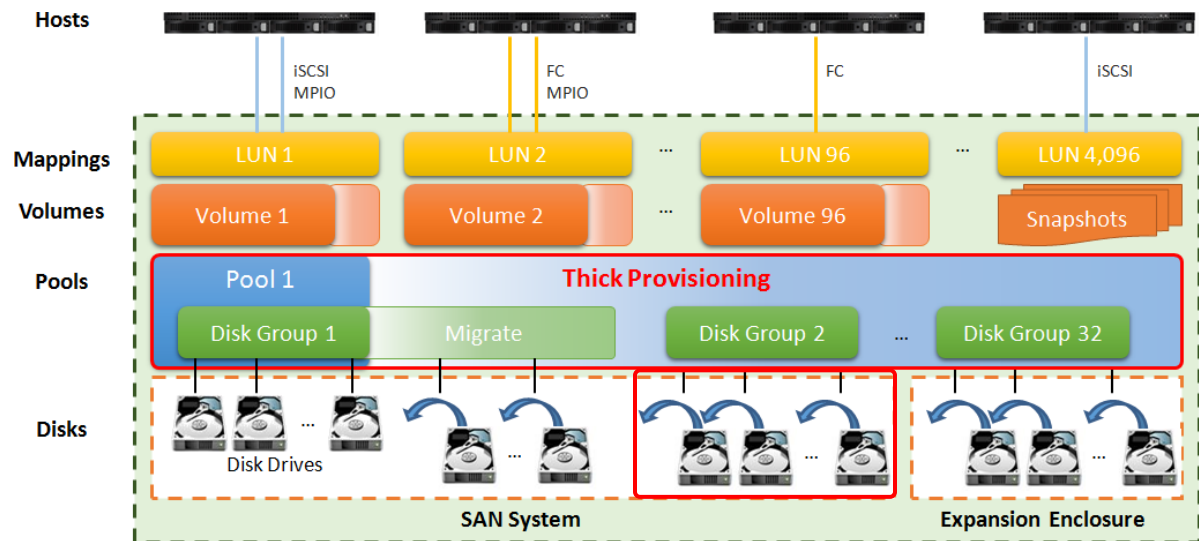 Hosts
iSCSI
MPIO
FC
MPIO
FC
iSCSI
Mappings
LUN 1
LUN 2
...
LUN 96
...
LUN 4,096
Volumes
Volume 1
Volume 2
...
Volume 96
Snapshots
Pools
Pool 1
Thick Provisioning
Disk Group 1
Migrate
Disk Group 2
...
Disk Group 32
Disks
...
...
...
...
Disk Drives
SAN System
Expansion Enclosure